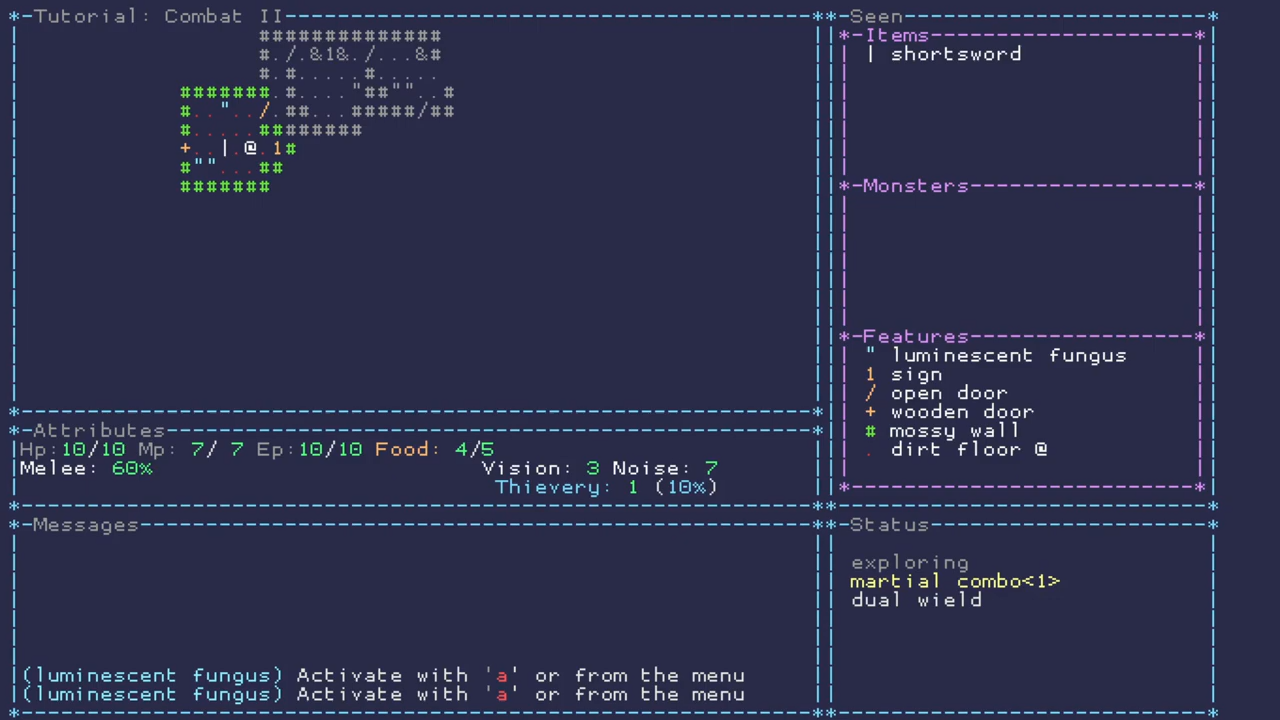 Tutorial: Combat II
Seen
Items
| shortsword
##############
#./.&1&./...&#
#.#.....#.....
#######.#...."##""..#
#..".."/.##...#####/##
#.....########
+..|.@.1#
#""...##
#######
Monsters
Features
" luminescent fungus
1 sign
/ open door
+ wooden door
# mossy wall
. dirt floor @
Attributes
Hp:10/10 Mp: 7/ 7 Ep:10/10 Food: 4/5
Melee: 60%
Vision: 3 Noise: 7
Thievery: 1 (10%)
Messages
(luminescent fungus) Activate with 'a' or from the menu
(luminescent fungus) Activate with 'a' or from the menu
Status
exploring
martial combo<1>
dual wield